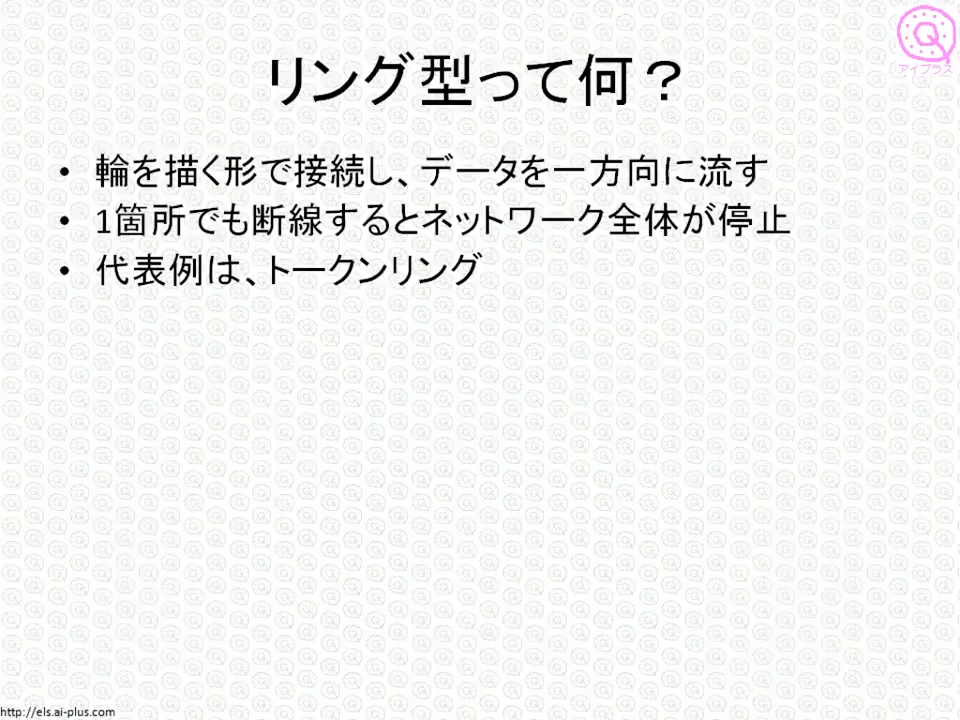 アイプラス
リング型って何？
• 輪を描く形で接続し、データを一方向に流す
• 1箇所でも断線するとネットワーク全体が停止
• 代表例は、トークンリング
http://els.ai-plus.com